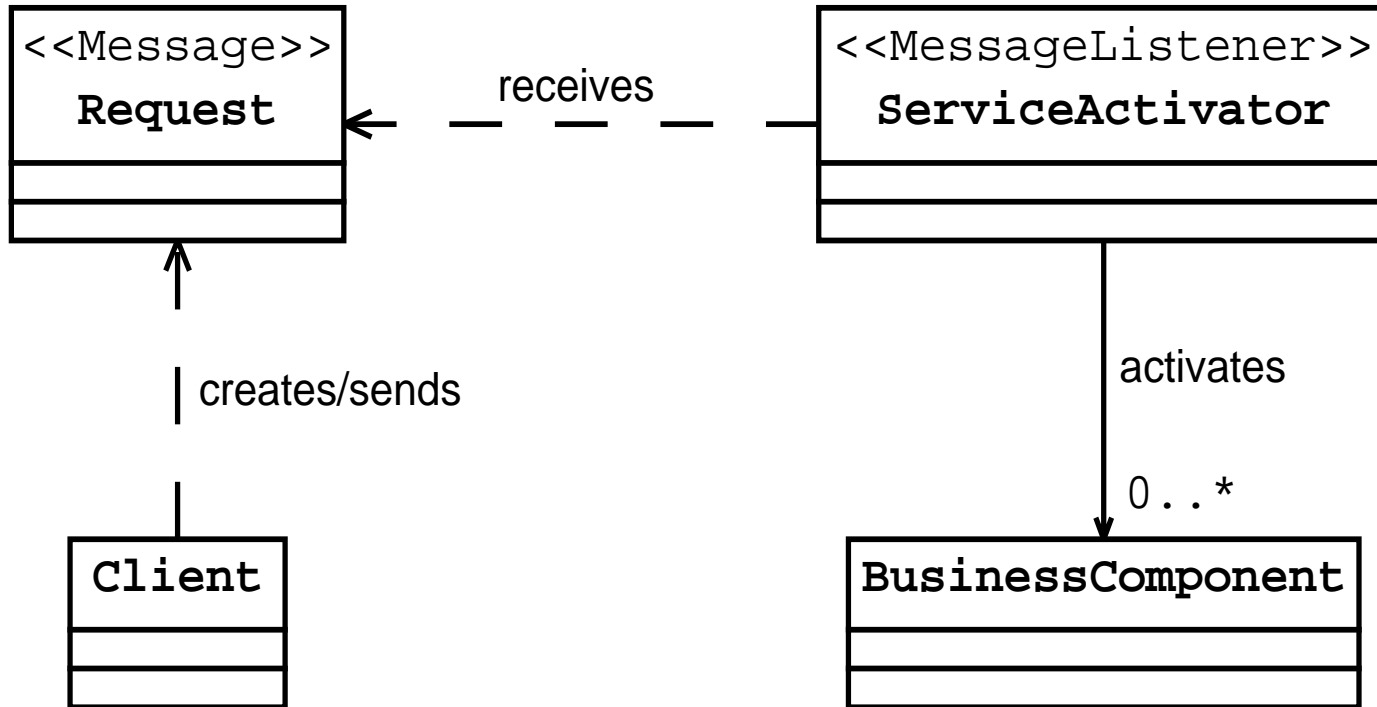 <<Message>>
Request
receives
<<MessageListener>>
ServiceActivator
creates/sends
activates
0..*
Client
BusinessComponent